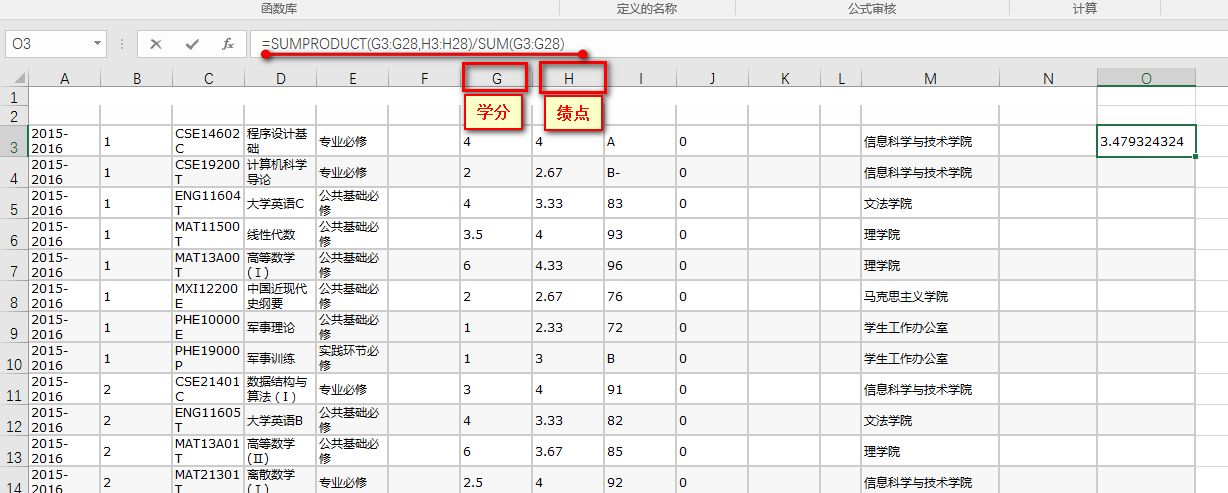 函数库 定义的名称 公式审核 计算
O3 fx =SUMPRODUCT(G3:G28,H3:H28)/SUM(G3:G28)
A B C D E F G H I J K L M N O
1 学分 绩点
2
3 2015-2016 1 CSE14602C 程序设计基础 专业必修 4 4 A 0 信息科学与技术学院 3.479324324
4 2015-2016 1 CSE19200T 计算机科学导论 专业必修 2 2.67 B- 0 信息科学与技术学院
5 2015-2016 1 ENG11604T 大学英语C 公共基础必修 4 3.33 83 0 文法学院
6 2015-2016 1 MAT11500T 线性代数 公共基础必修 3.5 4 93 0 理学院
7 2015-2016 1 MAT13A00T 高等数学(Ⅰ) 公共基础必修 6 4.33 96 0 理学院
8 2015-2016 1 MXI12200E 中国近现代史纲要 公共基础必修 2 2.67 76 0 马克思主义学院
9 2015-2016 1 PHE10000E 军事理论 公共基础必修 1 2.33 72 0 学生工作办公室
10 2015-2016 1 PHE19000P 军事训练 实践环节必修 1 3 B 0 学生工作办公室
11 2015-2016 2 CSE21401C 数据结构与算法(Ⅰ) 专业必修 3 4 91 0 信息科学与技术学院
12 2015-2016 2 ENG11605T 大学英语B 公共基础必修 4 3.33 82 0 文法学院
13 2015-2016 2 MAT13A01T 高等数学(Ⅱ) 公共基础必修 6 3.67 85 0 理学院
14 2015-2016 2 MAT21301T 离散数学(Ⅰ) 专业必修 2.5 4 92 0 信息科学与技术学院